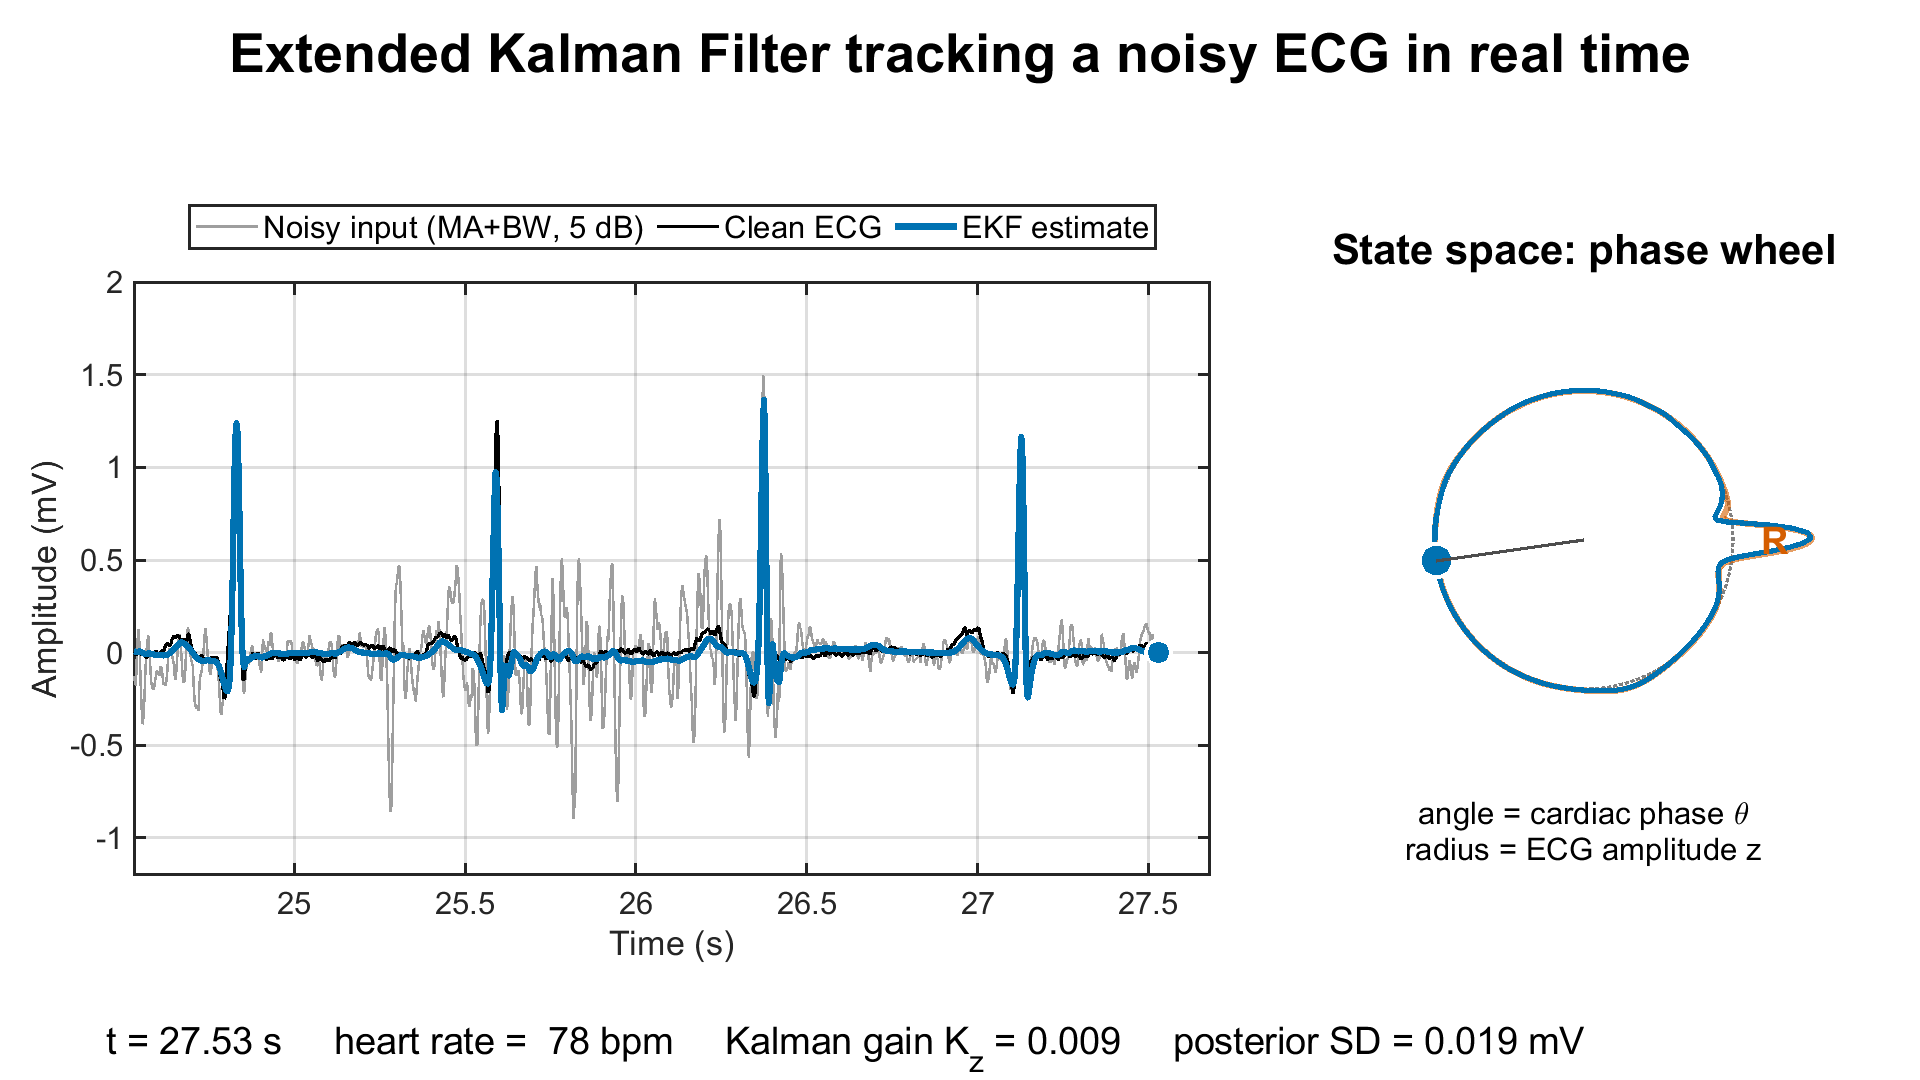 Extended Kalman Filter tracking a noisy ECG in real time
Noisy input (MA+BW, 5 dB) Clean ECG EKF estimate
State space: phase wheel
2
1.5
1
0.5
0
-0.5
-1
Amplitude (mV)
25 25.5 26 26.5 27 27.5
Time (s)
R
angle = cardiac phase θ
radius = ECG amplitude z
t = 27.53 s heart rate = 78 bpm Kalman gain K_z = 0.009 posterior SD = 0.019 mV